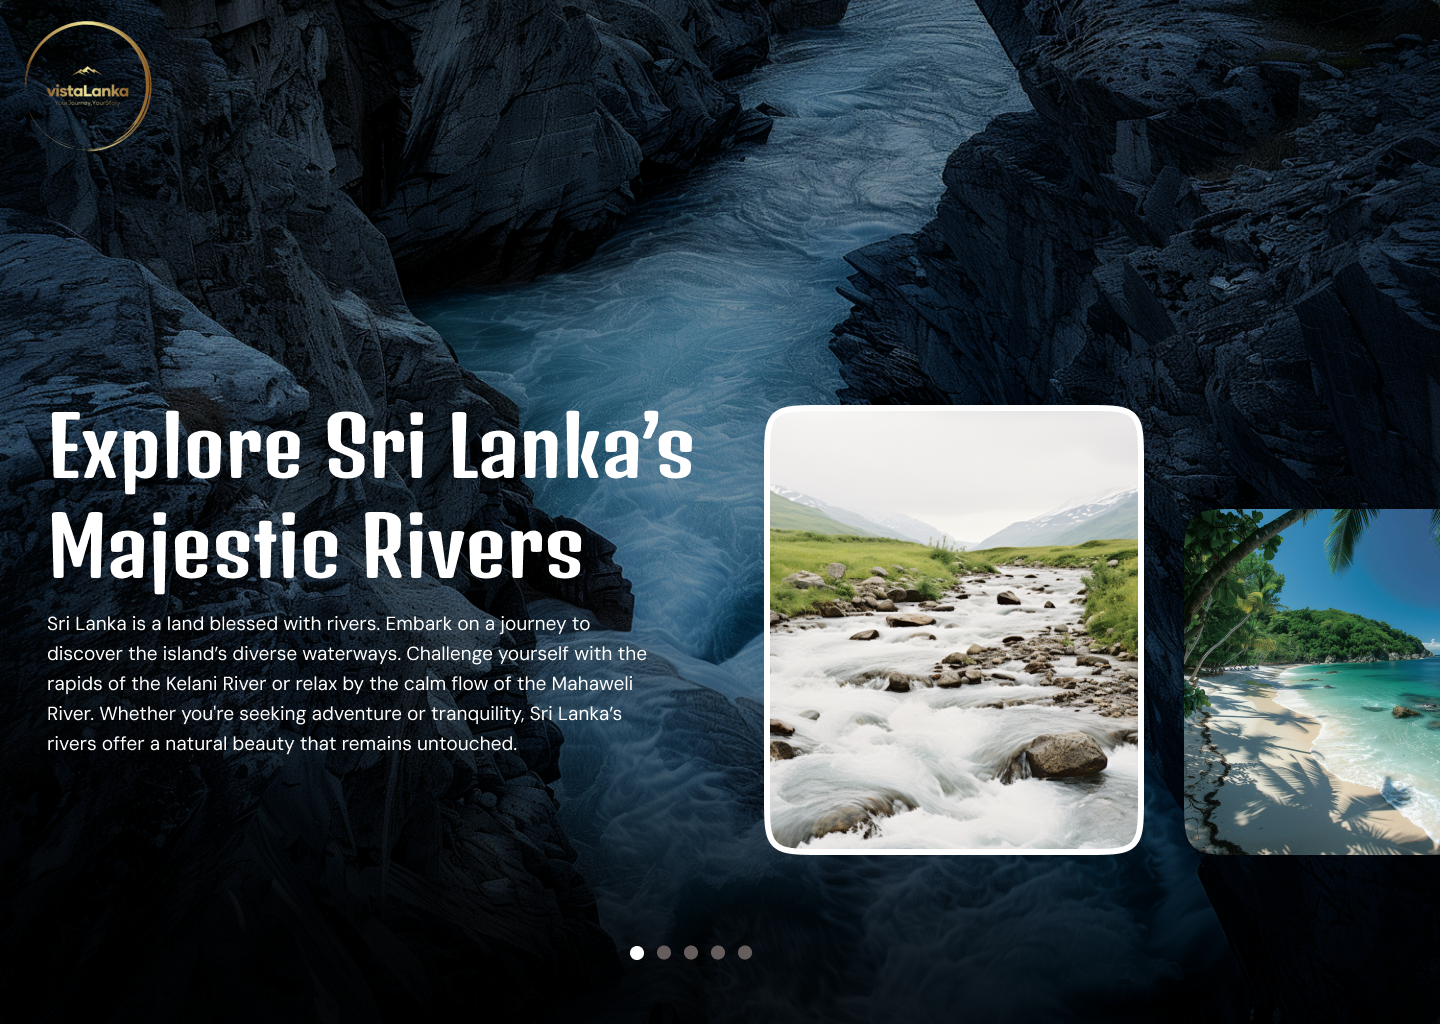 vistaLanka
Your Journey, Your Story
Explore Sri Lanka’s
Majestic Rivers
Sri Lanka is a land blessed with rivers. Embark on a journey to
discover the island’s diverse waterways. Challenge yourself with the
rapids of the Kelani River or relax by the calm flow of the Mahaweli
River. Whether you're seeking adventure or tranquility, Sri Lanka’s
rivers offer a natural beauty that remains untouched.